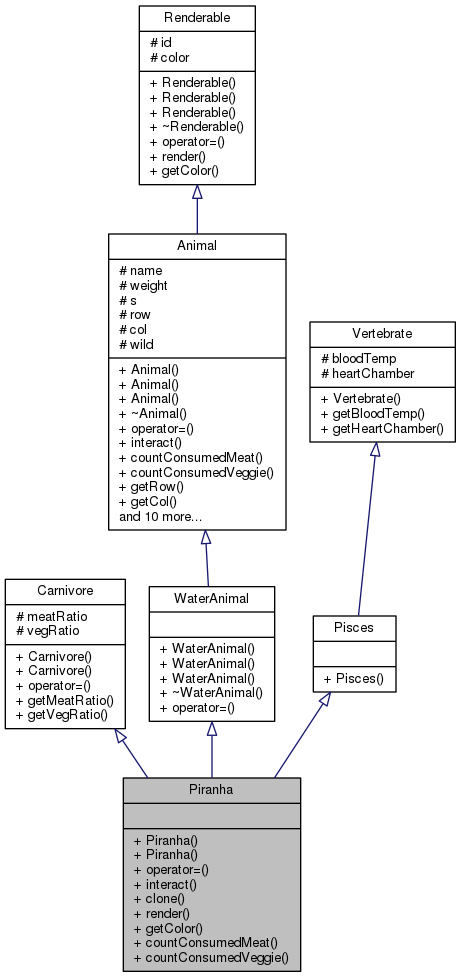 Renderable
# id
# color
+ Renderable()
+ Renderable()
+ Renderable()
+ ~Renderable()
+ operator=()
+ render()
+ getColor()
Animal
# name
# weight
# s
# row
# col
# wild
+ Animal()
+ Animal()
+ Animal()
+ ~Animal()
+ operator=()
+ interact()
+ countConsumedMeat()
+ countConsumedVeggie()
+ getRow()
+ getCol()
and 10 more...
Vertebrate
# bloodTemp
# heartChamber
+ Vertebrate()
+ getBloodTemp()
+ getHeartChamber()
Carnivore
# meatRatio
# vegRatio
+ Carnivore()
+ Carnivore()
+ operator=()
+ getMeatRatio()
+ getVegRatio()
WaterAnimal
+ WaterAnimal()
+ WaterAnimal()
+ WaterAnimal()
+ ~WaterAnimal()
+ operator=()
Pisces
+ Pisces()
Piranha
+ Piranha()
+ Piranha()
+ operator=()
+ interact()
+ clone()
+ render()
+ getColor()
+ countConsumedMeat()
+ countConsumedVeggie()